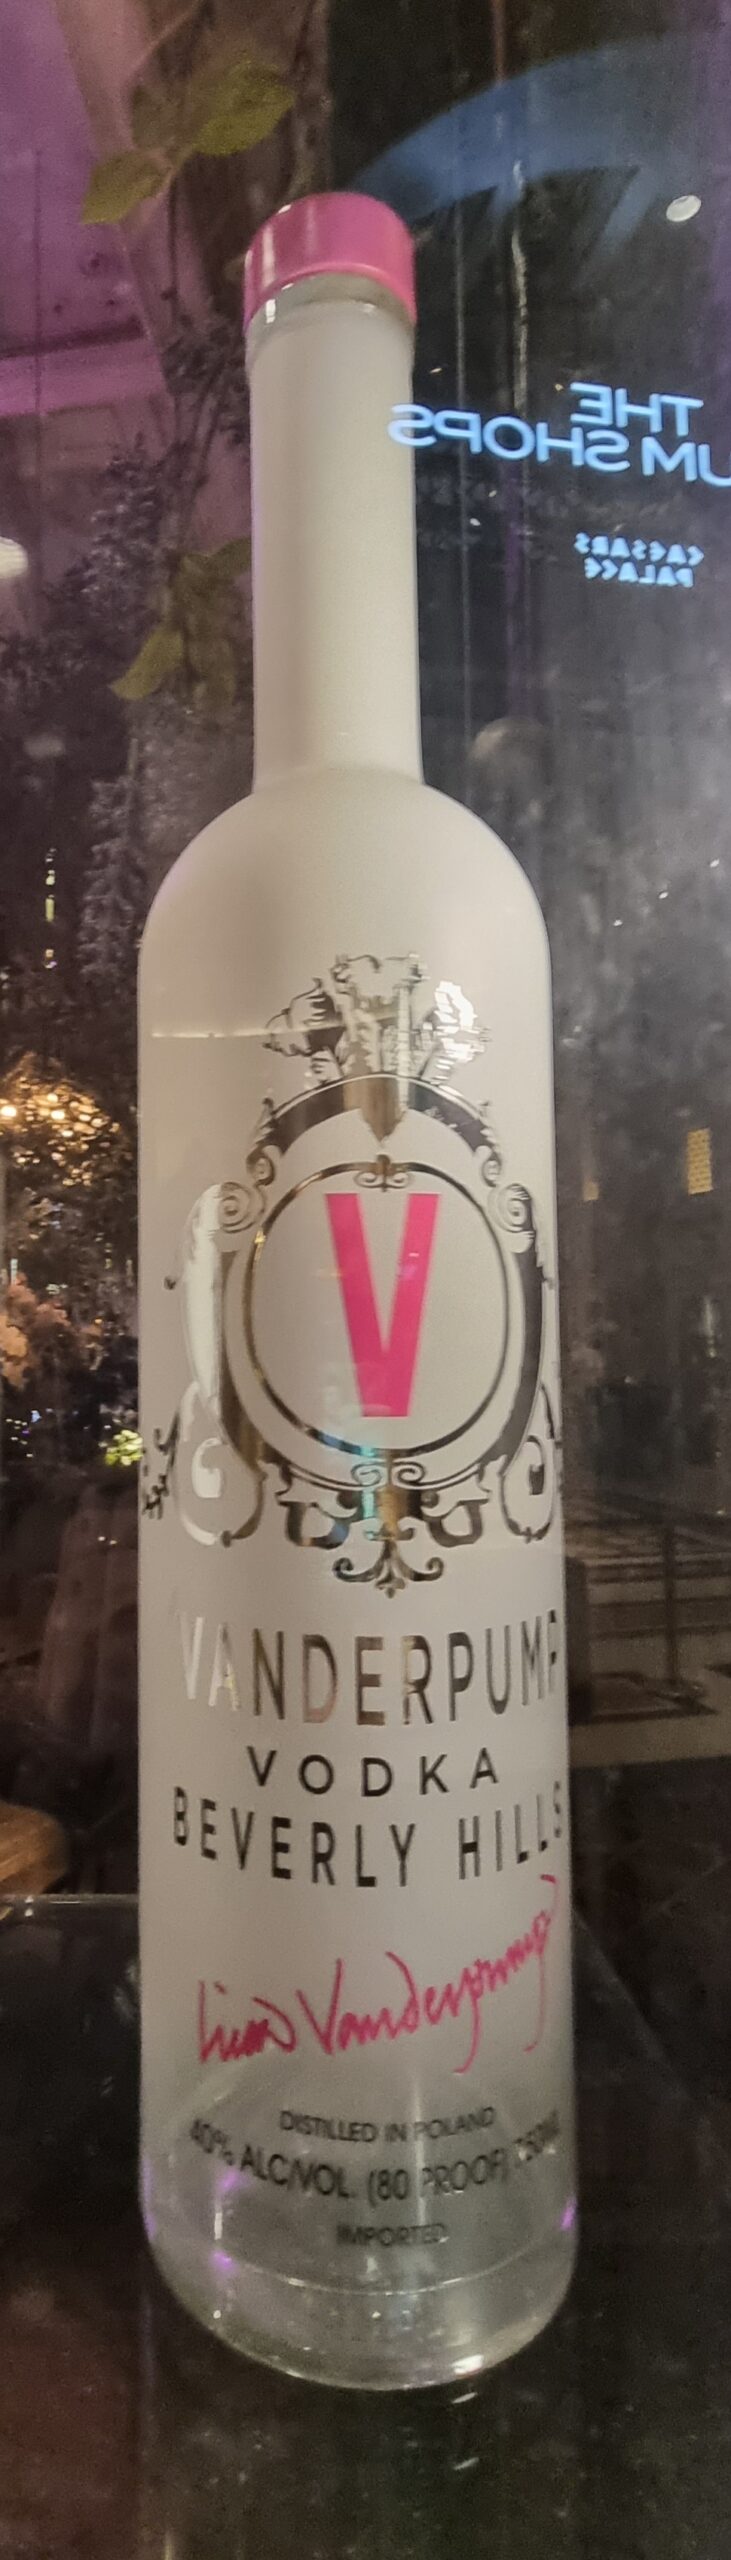 THE
UM SHOPS
CAESARS
PALACE
V
VANDERPUMP
VODKA
BEVERLY HILLS
Lisa Vanderpump
DISTILLED IN POLAND
40% ALC/VOL. (80 PROOF) 750ML
IMPORTED